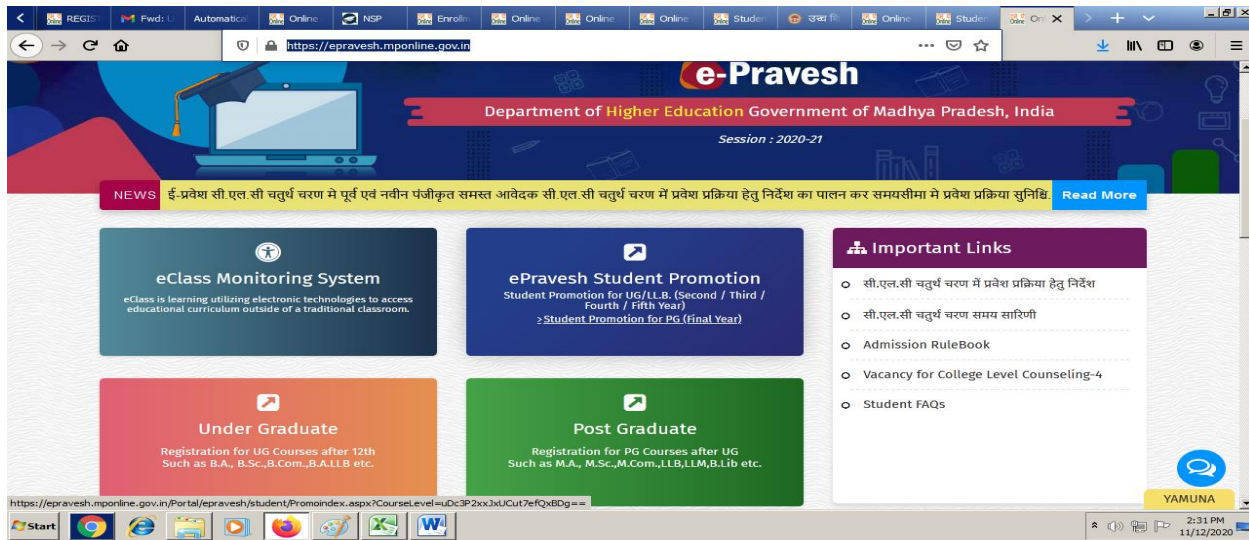 REGIST
Fwd: U
Automatical
Online
NSP
Enrollm
Online
Online
Online
Studen
उच्च शि
Online
Studen
Onl
https://epravesh.mponline.gov.in
e-Pravesh
Department of Higher Education Government of Madhya Pradesh, India
Session : 2020-21
NEWS ई-प्रवेश सी.एल.सी चतुर्थ चरण मे पूर्व एवं नवीन पंजीकृत समस्त आवेदक सी.एल.सी चतुर्थ चरण में प्रवेश प्रक्रिया हेतु निर्देश का पालन कर समयसीमा मे प्रवेश प्रक्रिया सुनिश्चि. Read More
eClass Monitoring System
eClass is learning utilizing electronic technologies to access
educational curriculum outside of a traditional classroom.
ePravesh Student Promotion
Student Promotion for UG/LL.B. (Second / Third /
Fourth / Fifth Year)
>Student Promotion for PG (Final Year)
Important Links
सी.एल.सी चतुर्थ चरण में प्रवेश प्रक्रिया हेतु निर्देश
सी.एल.सी चतुर्थ चरण समय सारिणी
Admission RuleBook
Vacancy for College Level Counseling-4
Student FAQs
Under Graduate
Registration for UG Courses after 12th
Such as B.A., B.Sc.,B.Com.,B.A.LLB etc.
Post Graduate
Registration for PG Courses after UG
Such as M.A., M.Sc.,M.Com.,LLB,LLM,B.Lib etc.
YAMUNA
https://epravesh.mponline.gov.in/Portal/epravesh/student/Promoindex.aspx?CourseLevel=uDc3P2xxJxUCut7efQxBDg==
Start
2:31 PM
11/12/2020